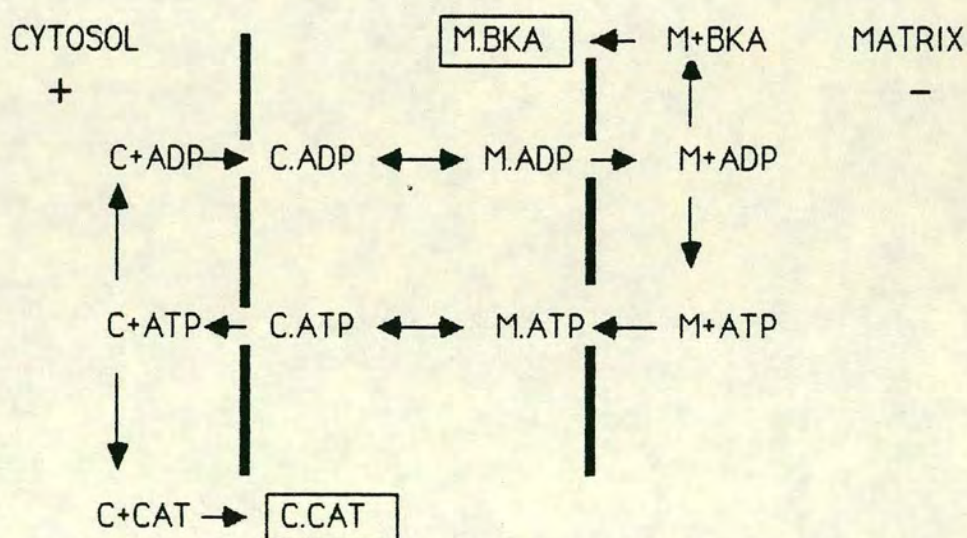 CYTOSOL M.BKA M+BKA MATRIX
+ −
C+ADP C.ADP M.ADP M+ADP
C+ATP C.ATP M.ATP M+ATP
C+CAT C.CAT